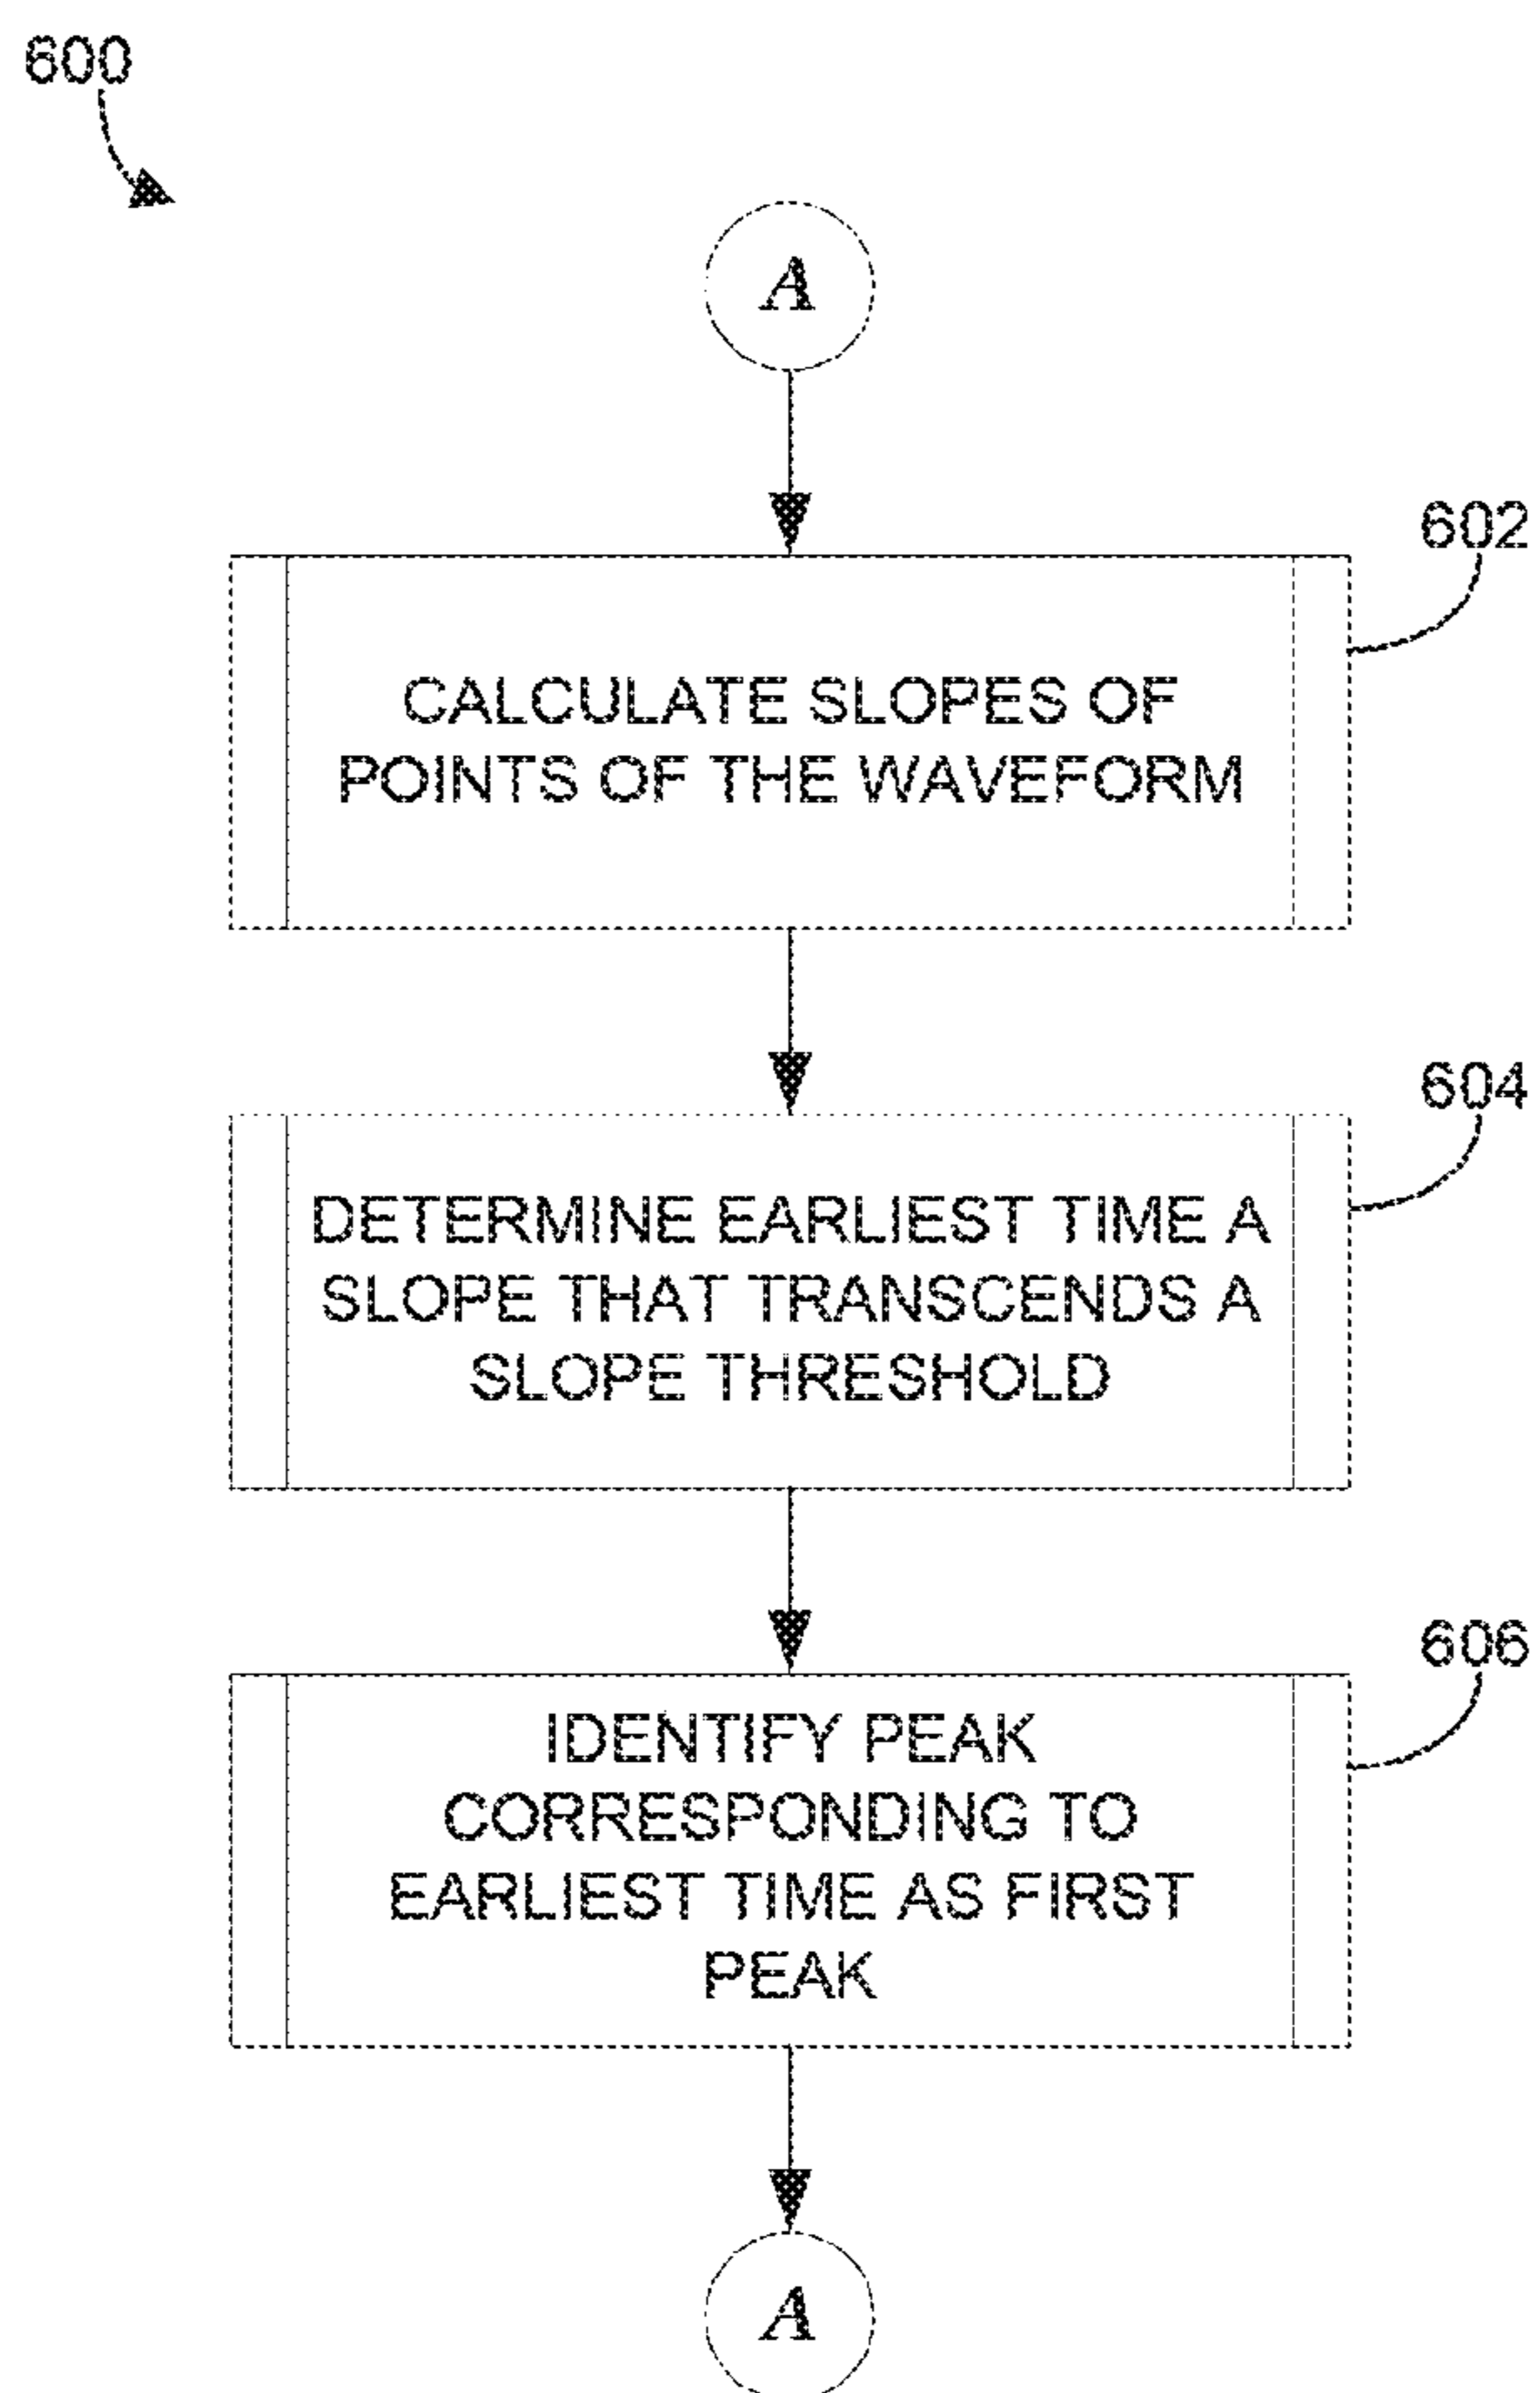 600
A
602
CALCULATE SLOPES OF
POINTS OF THE WAVEFORM
604
DETERMINE EARLIEST TIME A
SLOPE THAT TRANSCENDS A
SLOPE THRESHOLD
606
IDENTIFY PEAK
CORRESPONDING TO
EARLIEST TIME AS FIRST
PEAK
A